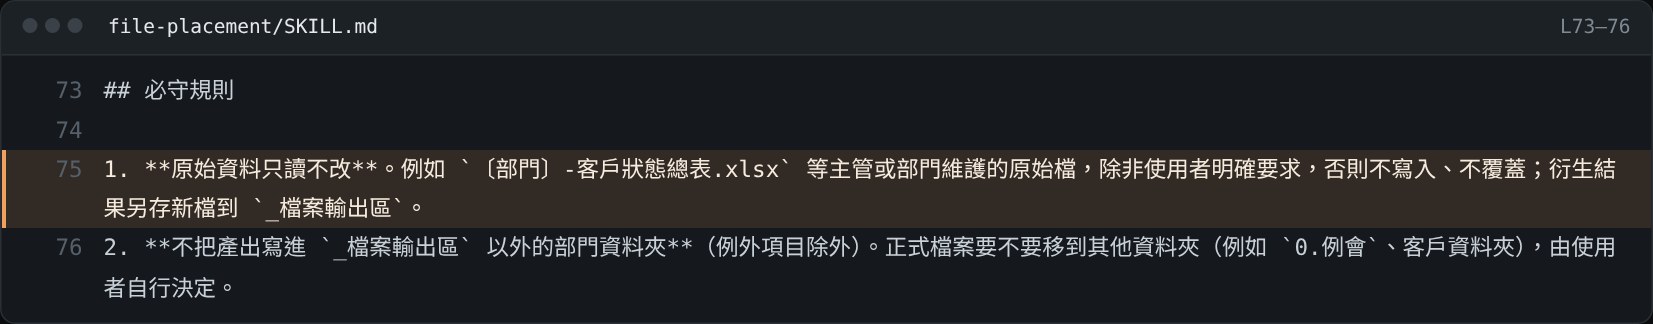 file-placement/SKILL.md
L73–76
73 ## 必守規則
74
75 1. **原始資料只讀不改**。例如 `〔部門〕-客戶狀態總表.xlsx` 等主管或部門維護的原始檔，除非使用者明確要求，否則不寫入、不覆蓋；衍生結
果另存新檔到 `_檔案輸出區`。
76 2. **不把產出寫進 `_檔案輸出區` 以外的部門資料夾**（例外項目除外）。正式檔案要不要移到其他資料夾（例如 `0.例會`、客戶資料夾），由使用
者自行決定。